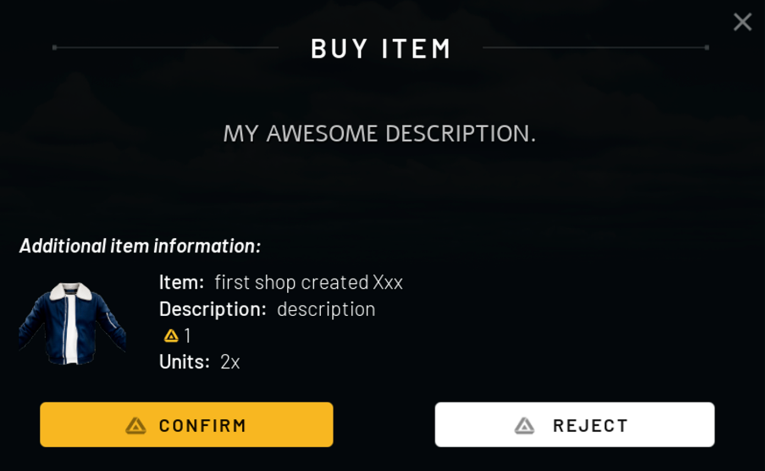 BUY ITEM
MY AWESOME DESCRIPTION.
Additional item information:
Item: first shop created Xxx
Description: description
1
Units: 2x
CONFIRM
REJECT